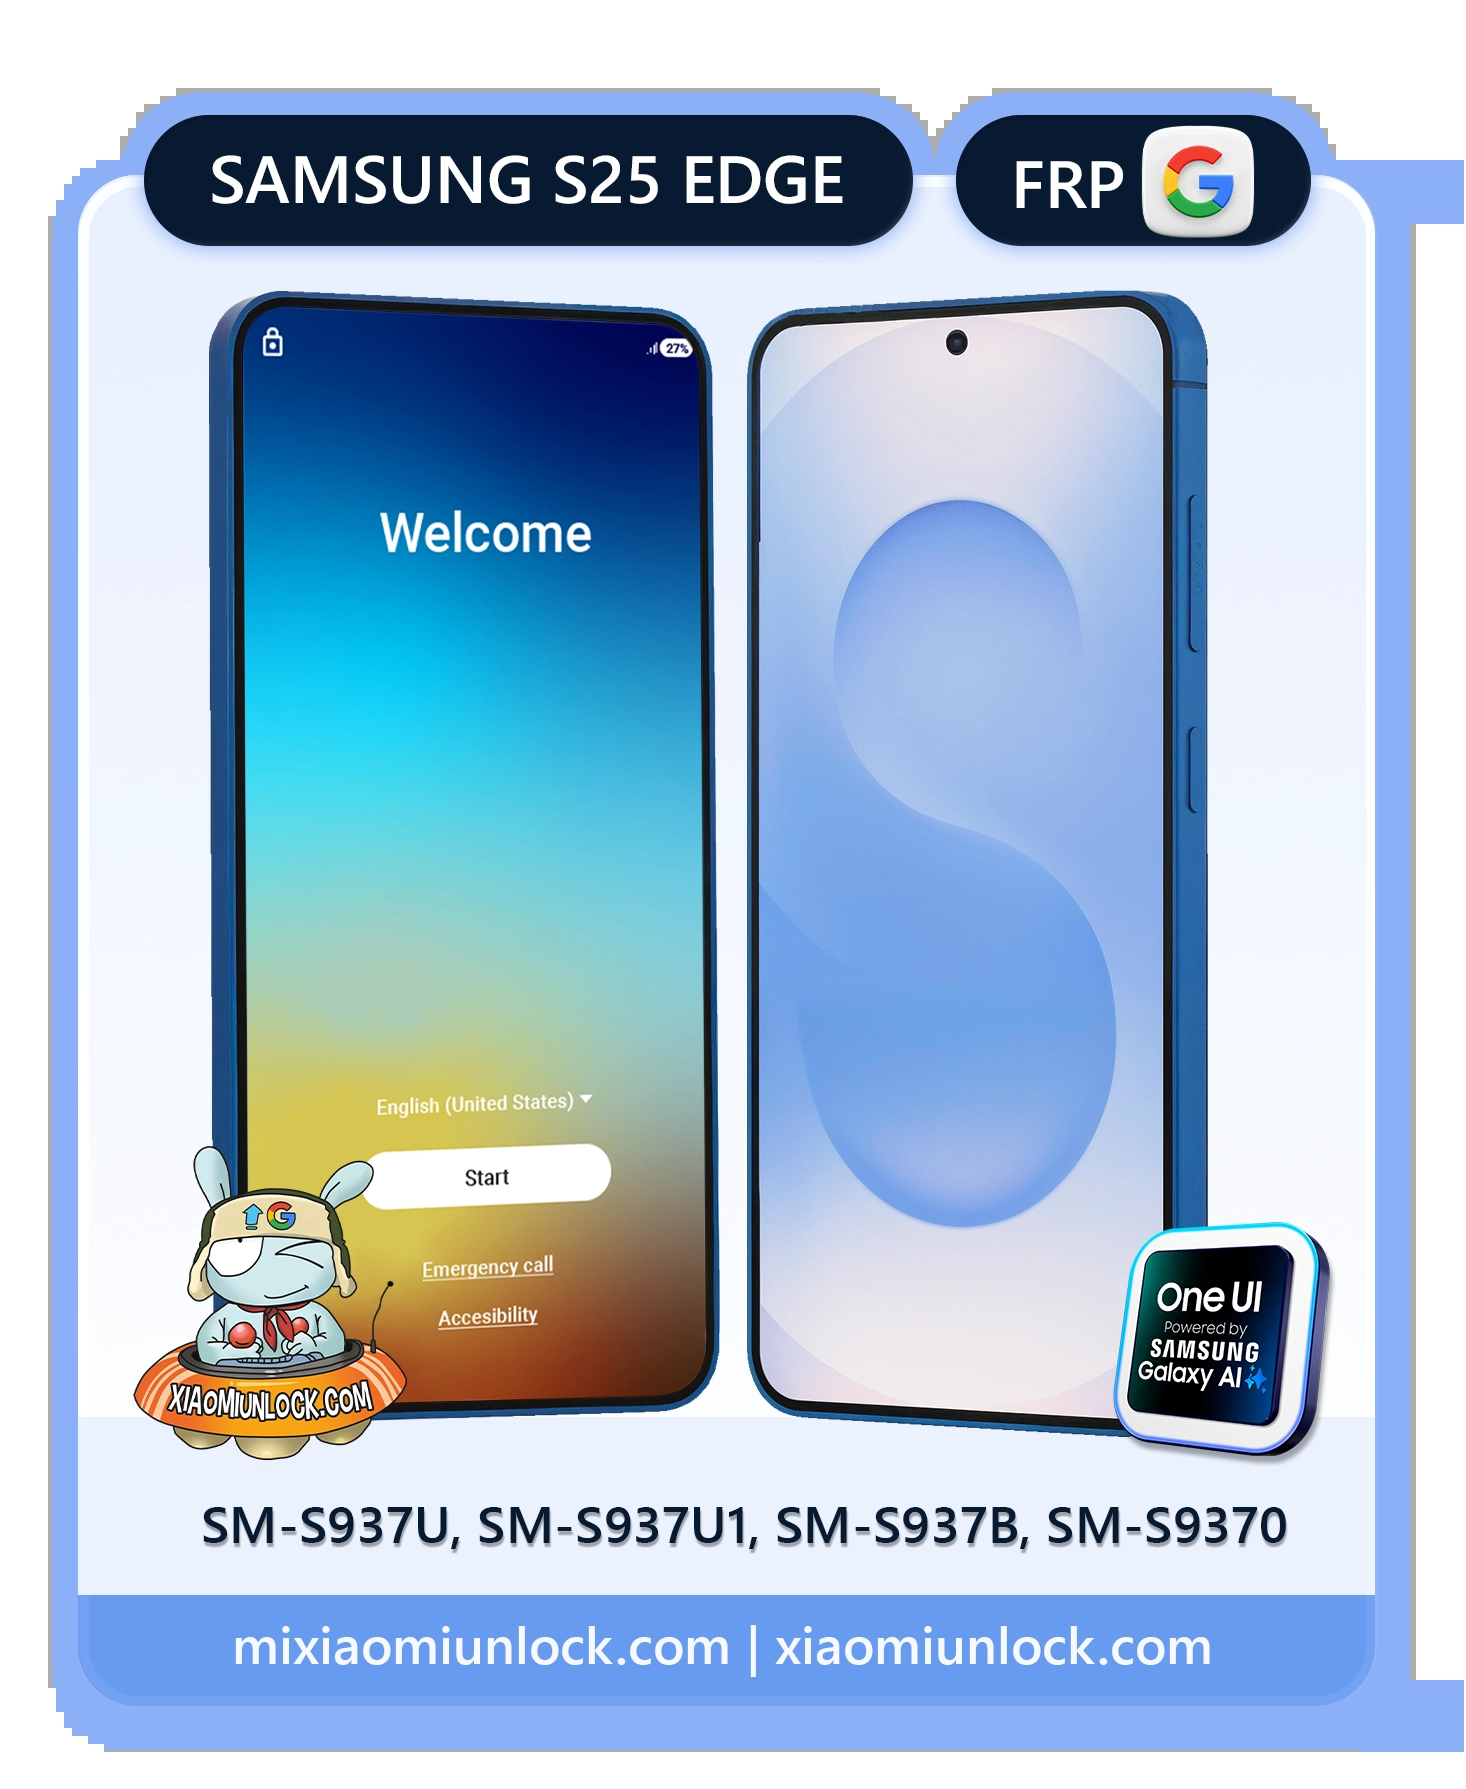 SAMSUNG S25 EDGE
FRP G
27%
Welcome
English (United States)
Start
Emergency call
Accesibility
G
XIAOMIUNLOCK.COM
One UI
Powered by
SAMSUNG
Galaxy AI
SM-S937U, SM-S937U1, SM-S937B, SM-S9370
mixiaomiunlock.com | xiaomiunlock.com